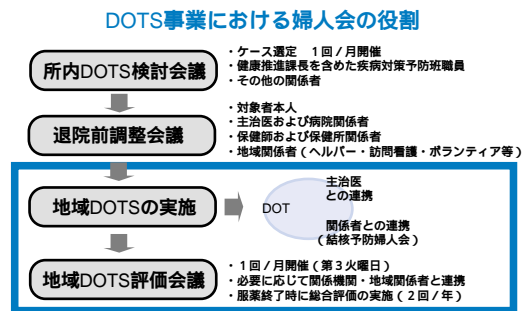 DOTS事業における婦人会の役割
所内DOTS検討会議
・ケース選定　１回／月開催
・健康推進課長を含めた疾病対策予防班職員
・その他の関係者
退院前調整会議
・対象者本人
・主治医および病院関係者
・保健師および保健所関係者
・地域関係者（ヘルパー・訪問看護・ボランティア等）
地域DOTSの実施
DOT
主治医
との連携
関係者との連携
（結核予防婦人会）
地域DOTS評価会議
・１回／月開催（第３火曜日）
・必要に応じて関係機関・地域関係者と連携
・服薬終了時に総合評価の実施（２回／年）